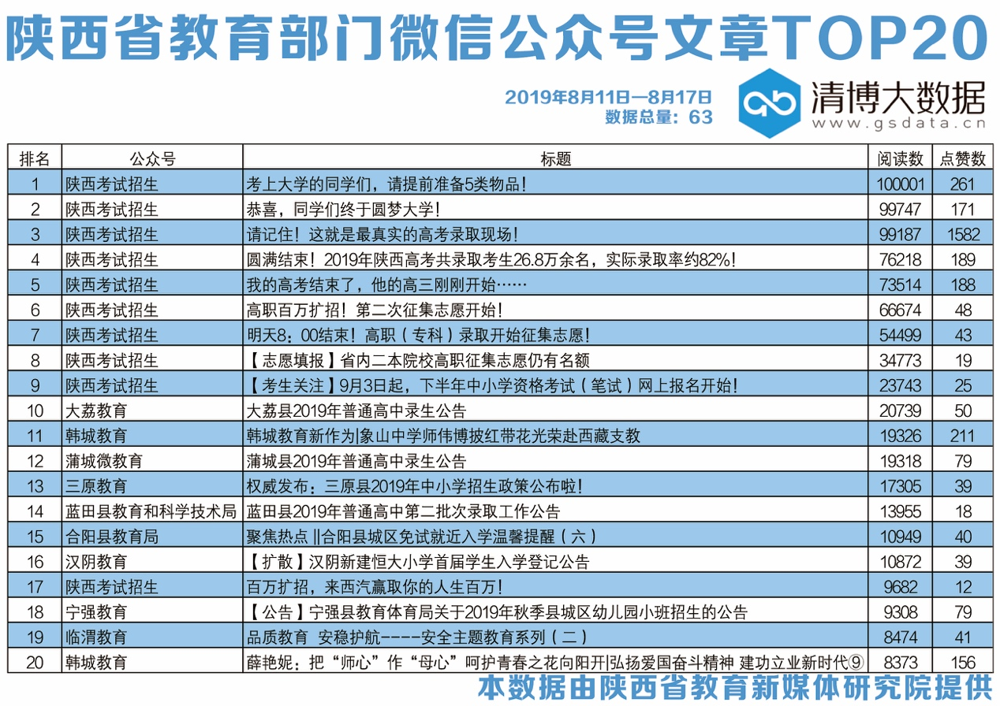 陕西省教育部门微信公众号文章TOP20
2019年8月11日—8月17日
数据总量：63
清博大数据
www.gsdata.cn
排名 公众号 标题 阅读数 点赞数
1 陕西考试招生 考上大学的同学们，请提前准备5类物品！ 100001 261
2 陕西考试招生 恭喜，同学们终于圆梦大学！ 99747 171
3 陕西考试招生 请记住！这就是最真实的高考录取现场！ 99187 1582
4 陕西考试招生 圆满结束！2019年陕西高考共录取考生26.8万余名，实际录取率约82%！ 76218 189
5 陕西考试招生 我的高考结束了，他的高三刚刚开始…… 73514 188
6 陕西考试招生 高职百万扩招！第二次征集志愿开始！ 66674 48
7 陕西考试招生 明天8：00结束！高职（专科）录取开始征集志愿！ 54499 43
8 陕西考试招生 【志愿填报】省内二本院校高职征集志愿仍有名额 34773 19
9 陕西考试招生 【考生关注】9月3日起，下半年中小学资格考试（笔试）网上报名开始！ 23743 25
10 大荔教育 大荔县2019年普通高中录生公告 20739 50
11 韩城教育 韩城教育新作为|象山中学师伟博披红带花光荣赴西藏支教 19326 211
12 蒲城微教育 蒲城县2019年普通高中录生公告 19318 79
13 三原教育 权威发布：三原县2019年中小学招生政策公布啦！ 17305 39
14 蓝田县教育和科学技术局 蓝田县2019年普通高中第二批次录取工作公告 13955 18
15 合阳县教育局 聚焦热点 ||合阳县城区免试就近入学温馨提醒（六） 10949 40
16 汉阴教育 【扩散】汉阴新建恒大小学首届学生入学登记公告 10872 39
17 陕西考试招生 百万扩招，来西汽赢取你的人生百万！ 9682 12
18 宁强教育 【公告】宁强县教育体育局关于2019年秋季县城区幼儿园小班招生的公告 9308 79
19 临渭教育 品质教育 安稳护航----安全主题教育系列（二） 8474 41
20 韩城教育 薛艳妮：把“师心”作“母心”呵护青春之花向阳开|弘扬爱国奋斗精神 建功立业新时代⑨ 8373 156
本数据由陕西省教育新媒体研究院提供